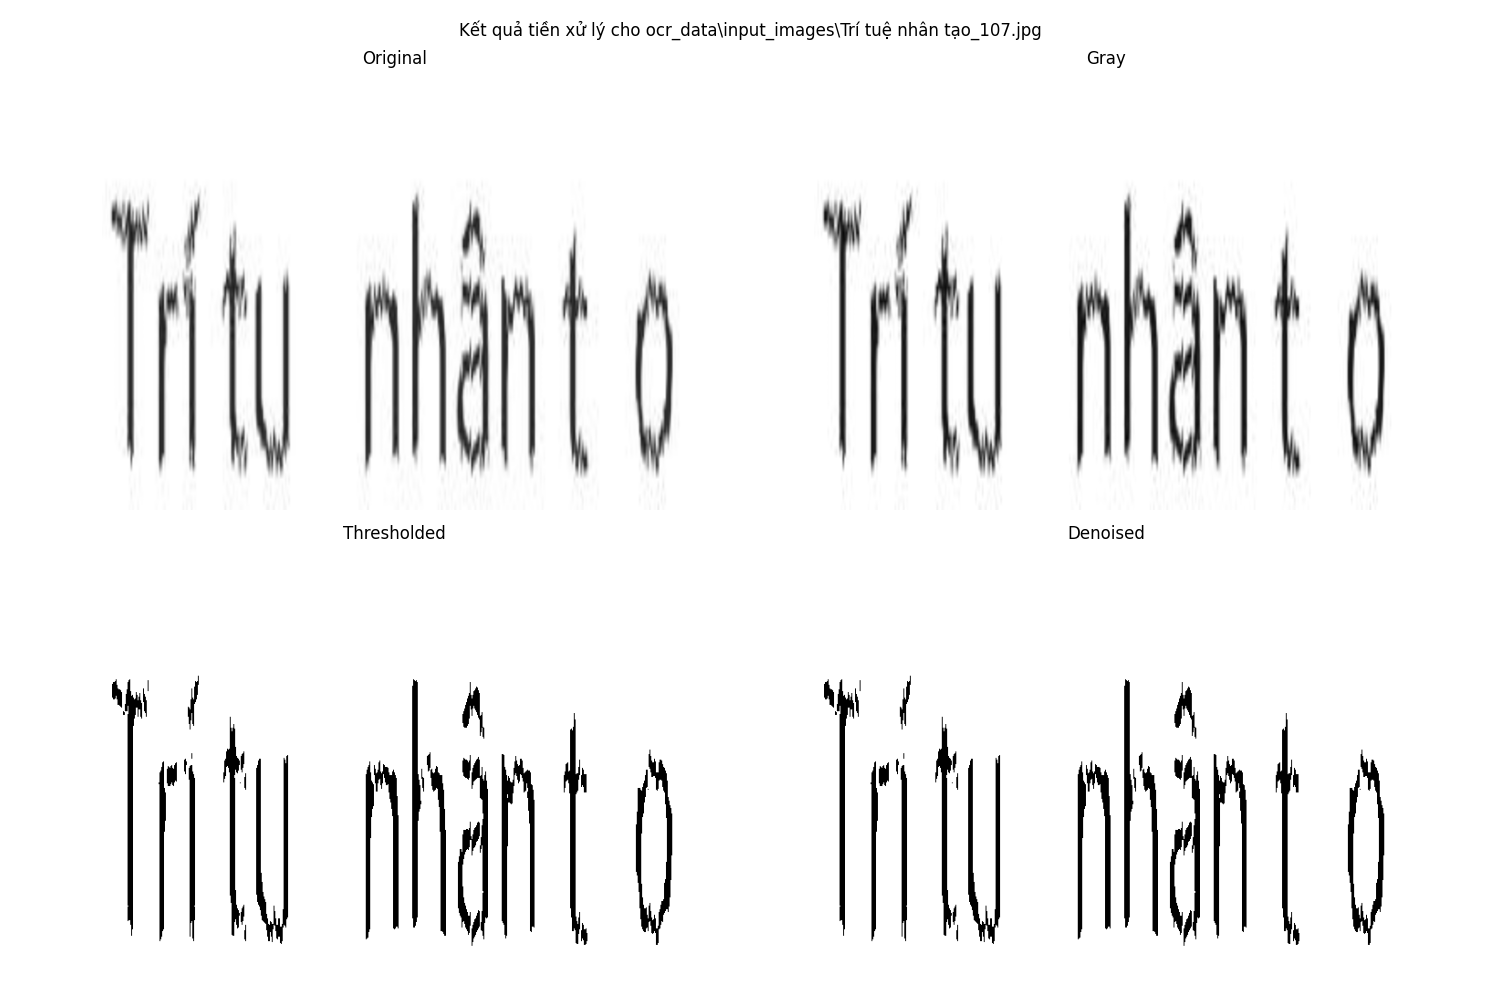 Kết quả tiền xử lý cho ocr_data\input_images\Trí tuệ nhân tạo_107.jpg
Original
Gray
Trí tu nhân t o
Trí tu nhân t o
Thresholded
Denoised
Trí tu nhân t o
Trí tu nhân t o